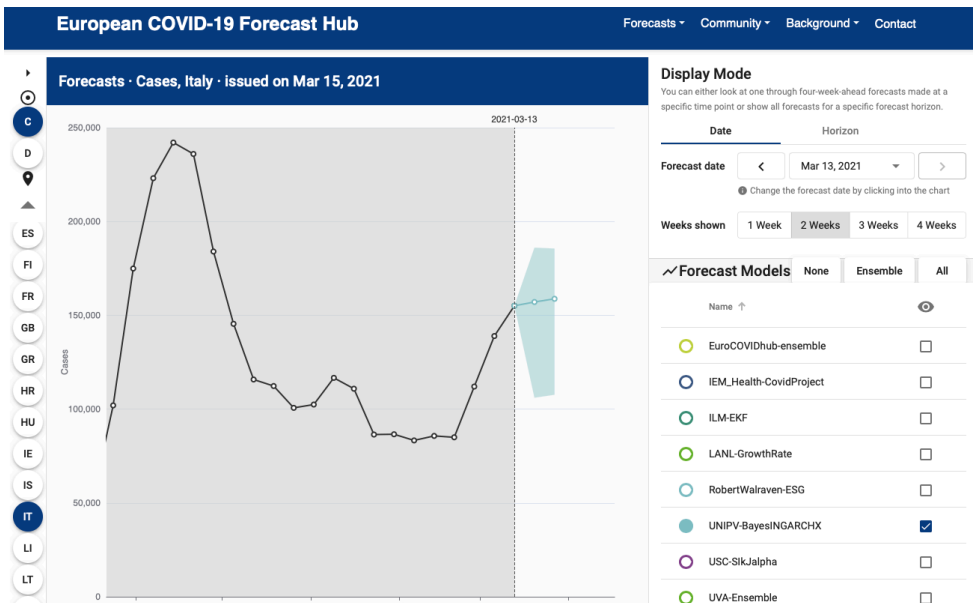 European COVID-19 Forecast Hub
Forecasts Community Background Contact
Forecasts · Cases, Italy · issued on Mar 15, 2021
C
D
ES
FI
FR
GB
GR
HR
HU
IE
IS
IT
LI
LT
2021-03-13
250,000
200,000
150,000
100,000
50,000
0
Cases
Display Mode
You can either look at one through four-week-ahead forecasts made at a
specific time point or show all forecasts for a specific forecast horizon.
Date Horizon
Forecast date Mar 13, 2021
Change the forecast date by clicking into the chart
Weeks shown 1 Week 2 Weeks 3 Weeks 4 Weeks
Forecast Models None Ensemble All
Name
EuroCOVIDhub-ensemble
IEM_Health-CovidProject
ILM-EKF
LANL-GrowthRate
RobertWalraven-ESG
UNIPV-BayesINGARCHX
USC-SIkJalpha
UVA-Ensemble